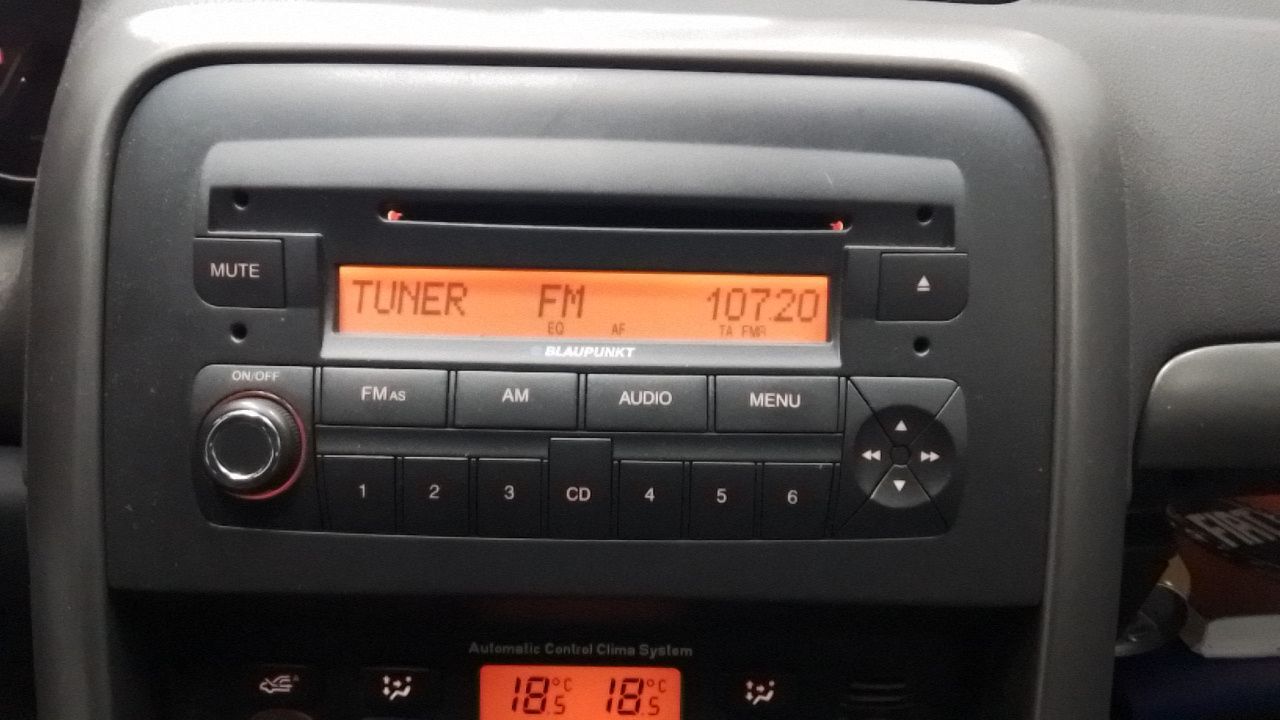 MUTE
TUNER FM 107.20
EQ AF TA FMR
BLAUPUNKT
ON/OFF
FM AS AM AUDIO MENU
1 2 3 CD 4 5 6
Automatic Control Clima System
18.5°C 18.5°C